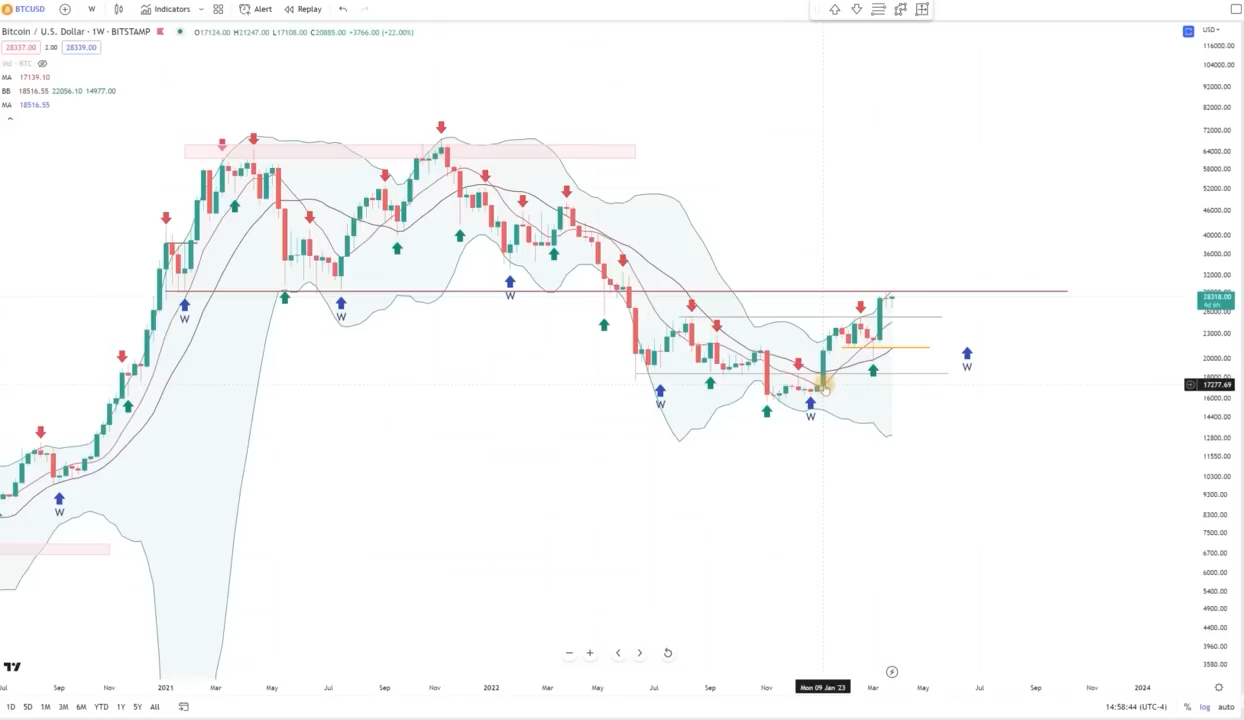 BTCUSD W Indicators Alert Replay
Bitcoin / U.S. Dollar · 1W · BITSTAMP O17124.00 H21247.00 L17108.00 C20885.00 +3766.00 (+22.00%)
USD
28337.00 1.00 28339.00
Vol · BTC
MA 17139.10
BB 18516.55 22056.10 14977.00
MA 18516.55
116000.00
104000.00
92000.00
82000.00
72000.00
64000.00
58000.00
52000.00
46000.00
40000.00
36000.00
32000.00
28318.00
4d 6h
26000.00
23000.00
20000.00
18000.00
17277.69
16000.00
14400.00
12800.00
11550.00
10300.00
9300.00
8300.00
7500.00
6700.00
6000.00
5400.00
4900.00
4400.00
3960.00
3580.00
W
W
W
W
W
W
W
Jul Sep Nov 2021 Mar May Jul Sep Nov 2022 Mar May Jul Sep Nov Mon 09 Jan '23 Mar May Jul Sep Nov 2024
1D 5D 1M 3M 6M YTD 1Y 5Y All 14:58:44 (UTC-4) % log auto